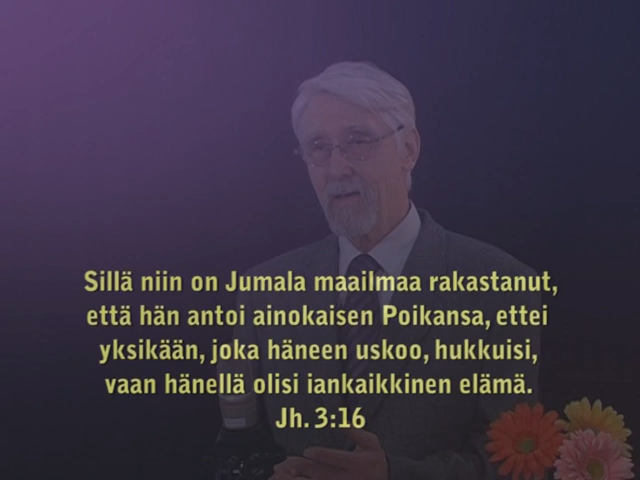 Sillä niin on Jumala maailmaa rakastanut,
että hän antoi ainokaisen Poikansa, ettei
yksikään, joka häneen uskoo, hukkuisi,
vaan hänellä olisi iankaikkinen elämä.
Jh. 3:16